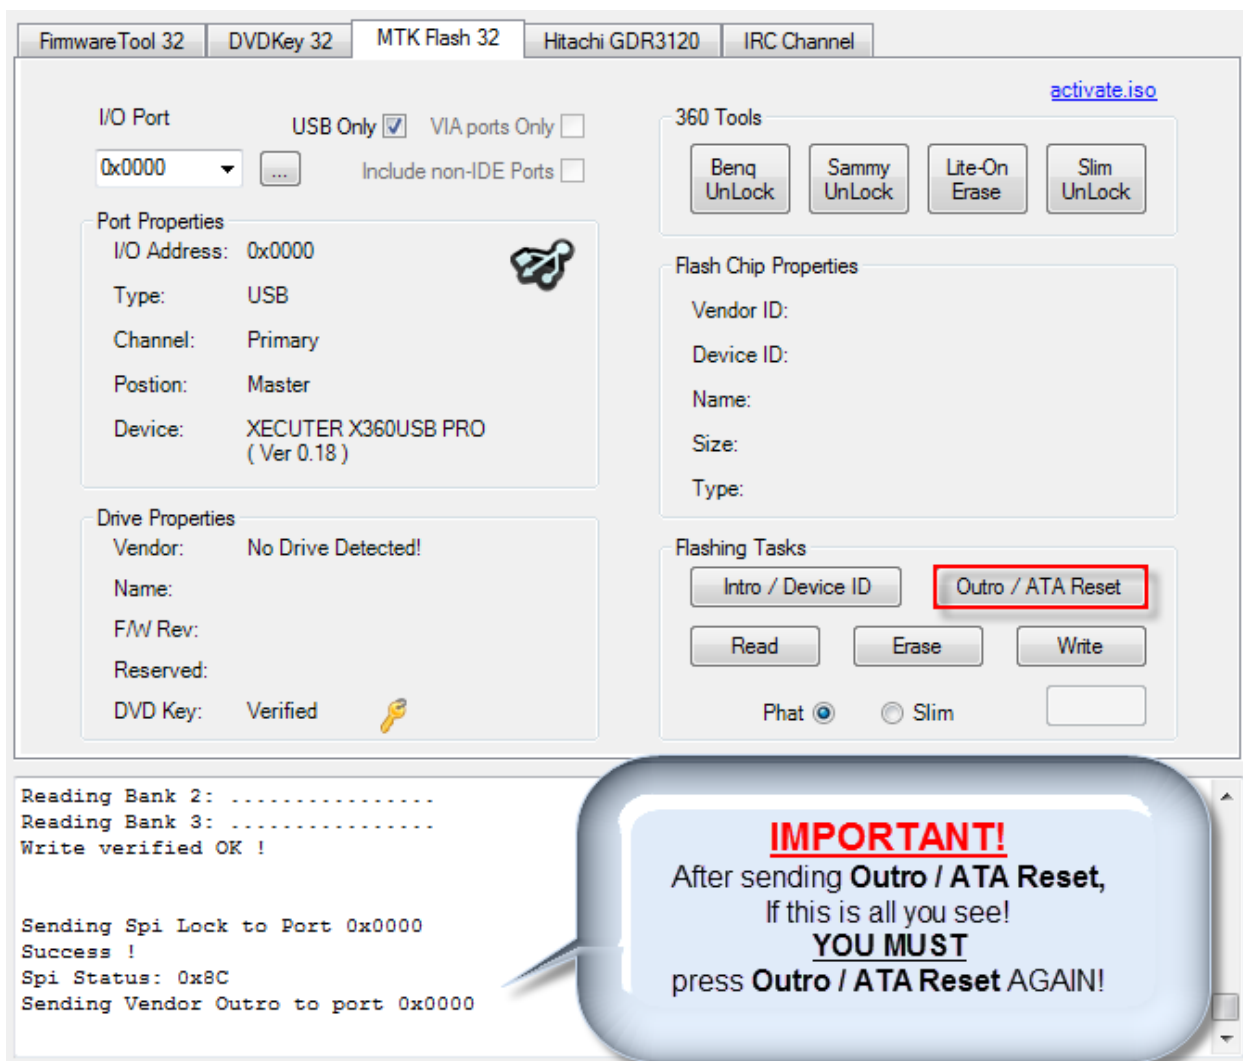 FirmwareTool 32 DVDKey 32 MTK Flash 32 Hitachi GDR3120 IRC Channel
activate.iso
I/O Port
USB Only VIA ports Only
0x0000 ... Include non-IDE Ports
Port Properties
I/O Address: 0x0000
Type: USB
Channel: Primary
Postion: Master
Device: XECUTER X360USB PRO
( Ver 0.18 )
Drive Properties
Vendor: No Drive Detected!
Name:
F/W Rev:
Reserved:
DVD Key: Verified
360 Tools
Benq UnLock
Sammy UnLock
Lite-On Erase
Slim UnLock
Flash Chip Properties
Vendor ID:
Device ID:
Name:
Size:
Type:
Flashing Tasks
Intro / Device ID Outro / ATA Reset
Read Erase Write
Phat Slim
Reading Bank 2: ................
Reading Bank 3: ................
Write verified OK !
Sending Spi Lock to Port 0x0000
Success !
Spi Status: 0x8C
Sending Vendor Outro to port 0x0000
IMPORTANT!
After sending Outro / ATA Reset,
If this is all you see!
YOU MUST
press Outro / ATA Reset AGAIN!